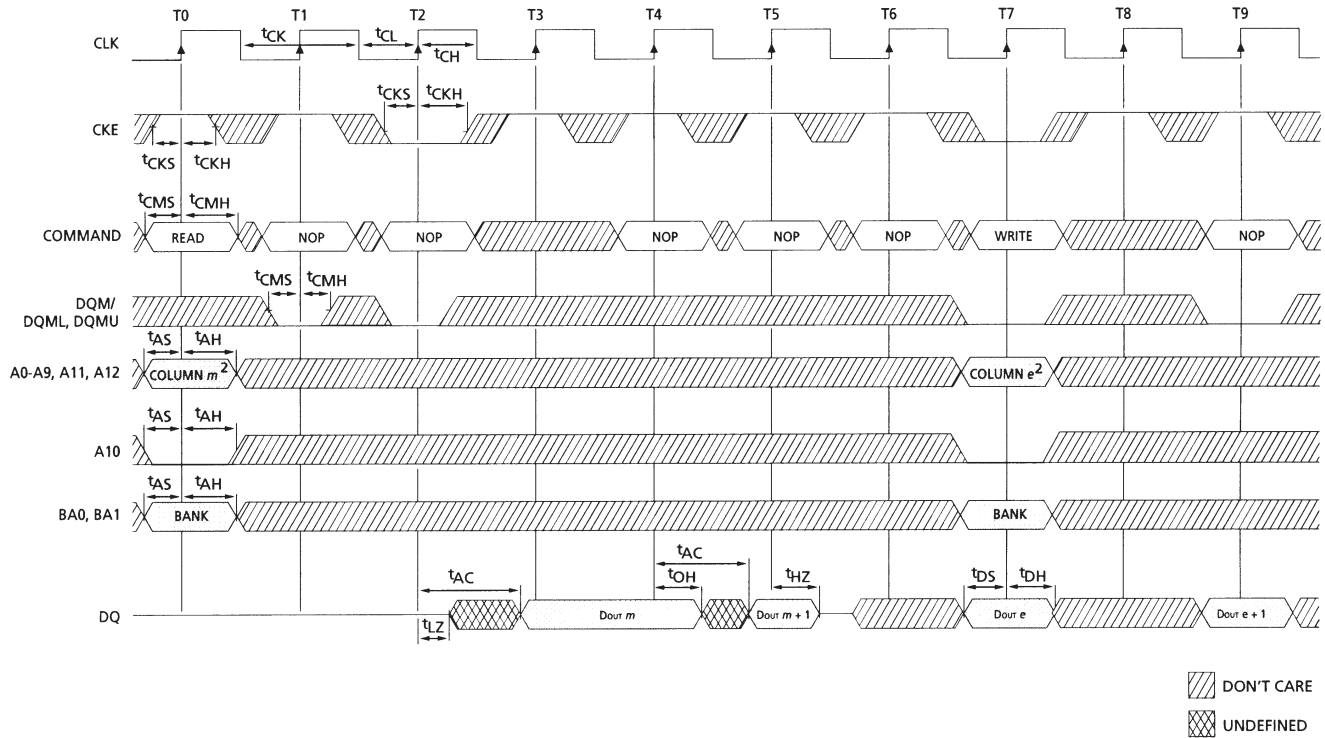 T0 T1 T2 T3 T4 T5 T6 T7 T8 T9
CLK tCK tCL tCH
tCKS tCKH
CKE
tCKS tCKH
tCMS tCMH
COMMAND READ NOP NOP NOP NOP NOP WRITE NOP
tCMS tCMH
DQM/
DQML, DQMU
tAS tAH
A0-A9, A11, A12 COLUMN m2 COLUMN e2
tAS tAH
A10
tAS tAH
BA0, BA1 BANK BANK
tAC tAC tOH tHZ tDS tDH
DQ DOUT m DOUT m + 1 DOUT e DOUT e + 1
tLZ
DON'T CARE
UNDEFINED